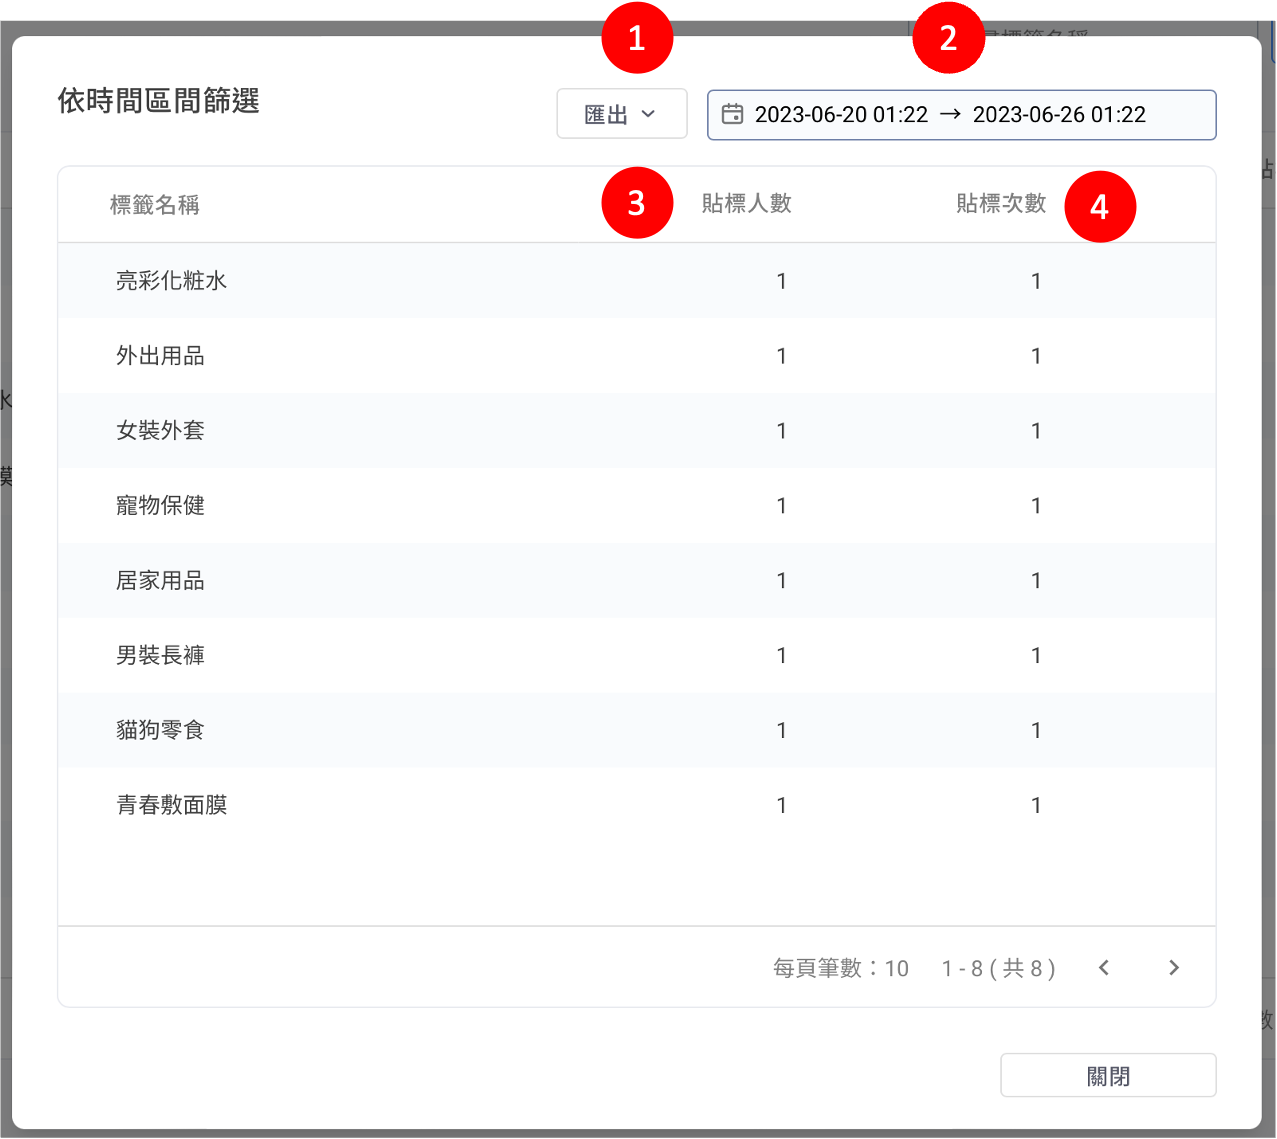 1
2
依時間區間篩選
匯出
2023-06-20 01:22 → 2023-06-26 01:22
標籤名稱 3 貼標人數 貼標次數 4
亮彩化粧水 1 1
外出用品 1 1
女裝外套 1 1
寵物保健 1 1
居家用品 1 1
男裝長褲 1 1
貓狗零食 1 1
青春敷面膜 1 1
每頁筆數：10 1 - 8 ( 共 8 )
關閉